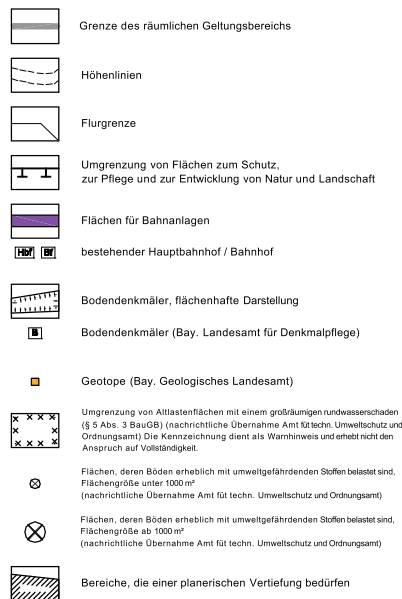 Grenze des räumlichen Geltungsbereichs
Höhenlinien
Flurgrenze
Umgrenzung von Flächen zum Schutz,
zur Pflege und zur Entwicklung von Natur und Landschaft
Flächen für Bahnanlagen
Hbf Bf bestehender Hauptbahnhof / Bahnhof
Bodendenkmäler, flächenhafte Darstellung
B Bodendenkmäler (Bay. Landesamt für Denkmalpflege)
Geotope (Bay. Geologisches Landesamt)
Umgrenzung von Altlastenflächen mit einem großräumigen rundwasserschaden
(§ 5 Abs. 3 BauGB) (nachrichtliche Übernahme Amt füt techn. Umweltschutz und
Ordnungsamt) Die Kennzeichnung dient als Warnhinweis und erhebt nicht den
Anspruch auf Vollständigkeit.
Flächen, deren Böden erheblich mit umweltgefährdenden Stoffen belastet sind,
Flächengröße unter 1000 m²
(nachrichtliche Übernahme Amt füt techn. Umweltschutz und Ordnungsamt)
Flächen, deren Böden erheblich mit umweltgefährdenden Stoffen belastet sind,
Flächengröße ab 1000 m²
(nachrichtliche Übernahme Amt füt techn. Umweltschutz und Ordnungsamt)
Bereiche, die einer planerischen Vertiefung bedürfen